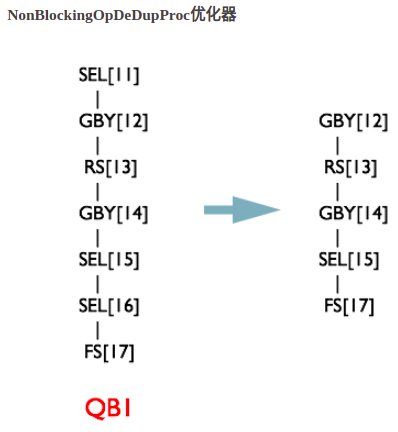 NonBlockingOpDeDupProc优化器
SEL[11]
GBY[12]
RS[13]
GBY[14]
SEL[15]
SEL[16]
FS[17]
QB1
GBY[12]
RS[13]
GBY[14]
SEL[15]
FS[17]